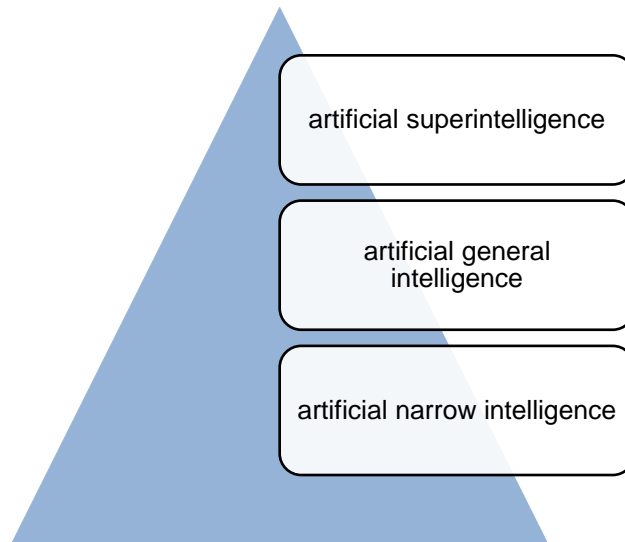 artificial superintelligence
artificial general
intelligence
artificial narrow intelligence